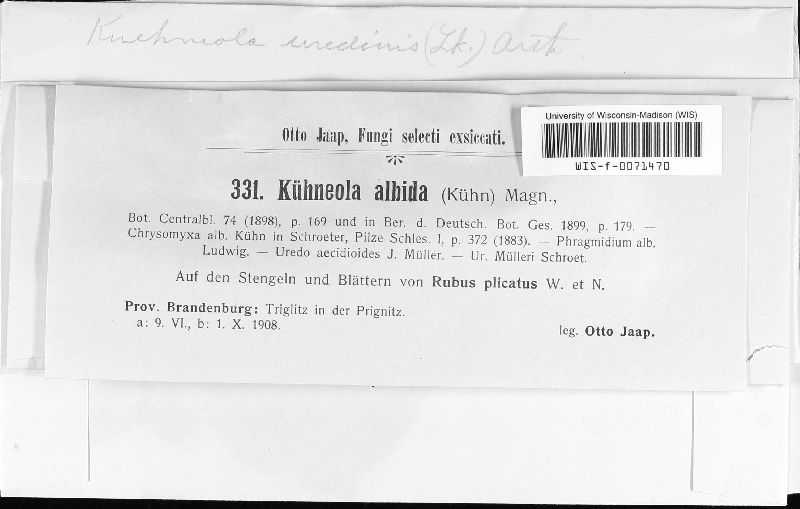 Kuehneola uredinis (Lk.) Arth
University of Wisconsin-Madison (WIS)
WIS-f-0071470
Otto Jaap, Fungi selecti exsiccati.
331. Kühneola albida (Kühn) Magn.,
Bot. Centralbl. 74 (1898), p. 169 und in Ber. d. Deutsch. Bot. Ges. 1899, p. 179. —
Chrysomyxa alb. Kühn in Schroeter, Pilze Schles. I, p. 372 (1883). — Phragmidium alb.
Ludwig. — Uredo aecidioides J. Müller. — Ur. Mülleri Schroet.
Auf den Stengeln und Blättern von Rubus plicatus W. et N.
Prov. Brandenburg: Triglitz in der Prignitz.
a: 9. VI., b: 1. X. 1908.
leg. Otto Jaap.